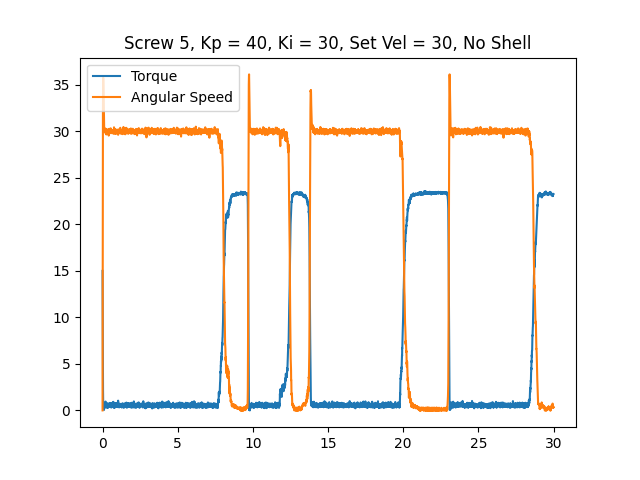 Screw 5, Kp = 40, Ki = 30, Set Vel = 30, No Shell
Torque
Angular Speed
35
30
25
20
15
10
5
0
0 5 10 15 20 25 30